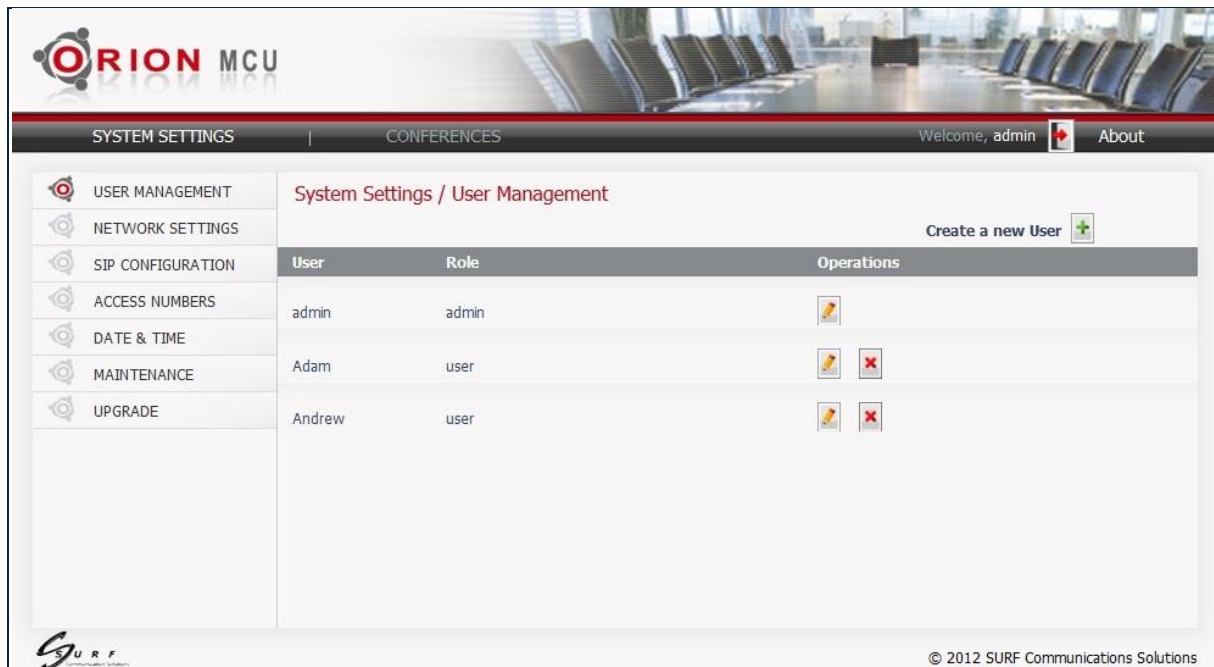 ORION MCU
SYSTEM SETTINGS | CONFERENCES Welcome, admin About
USER MANAGEMENT
System Settings / User Management
NETWORK SETTINGS
Create a new User
SIP CONFIGURATION
User Role Operations
ACCESS NUMBERS
admin admin
DATE & TIME
Adam user
MAINTENANCE
UPGRADE
Andrew user
SURF
© 2012 SURF Communications Solutions